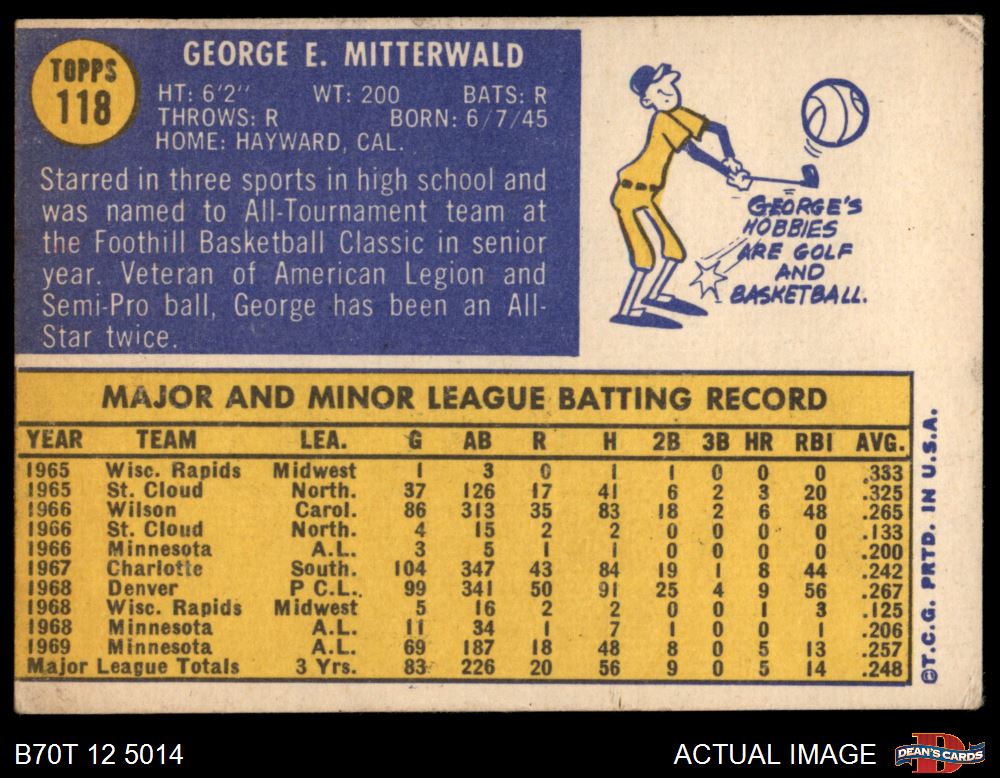 TOPPS
118
GEORGE E. MITTERWALD
HT: 6'2" WT: 200 BATS: R
THROWS: R BORN: 6/7/45
HOME: HAYWARD, CAL.
Starred in three sports in high school and
was named to All-Tournament team at
the Foothill Basketball Classic in senior
year. Veteran of American Legion and
Semi-Pro ball, George has been an All-
Star twice.
GEORGE'S
HOBBIES
ARE GOLF
AND
BASKETBALL.
MAJOR AND MINOR LEAGUE BATTING RECORD
YEAR TEAM LEA. G AB R H 2B 3B HR RBI AVG.
1965 Wisc. Rapids Midwest 1 3 0 1 1 0 0 0 .333
1965 St. Cloud North. 37 126 17 41 6 2 3 20 .325
1966 Wilson Carol. 86 313 35 83 18 2 6 48 .265
1966 St. Cloud North. 4 15 2 2 0 0 0 0 .133
1966 Minnesota A.L. 3 5 1 1 0 0 0 0 .200
1967 Charlotte South. 104 347 43 84 19 1 8 44 .242
1968 Denver P C.L. 99 341 50 91 25 4 9 56 .267
1968 Wisc. Rapids Midwest 5 16 2 2 0 0 1 3 .125
1968 Minnesota A.L. 11 34 1 7 1 0 0 1 .206
1969 Minnesota A.L. 69 187 18 48 8 0 5 13 .257
Major League Totals 3 Yrs. 83 226 20 56 9 0 5 14 .248
©T.C.G. PRTD. IN U.S.A.
B70T 12 5014
ACTUAL IMAGE
D
DEAN'S CARDS